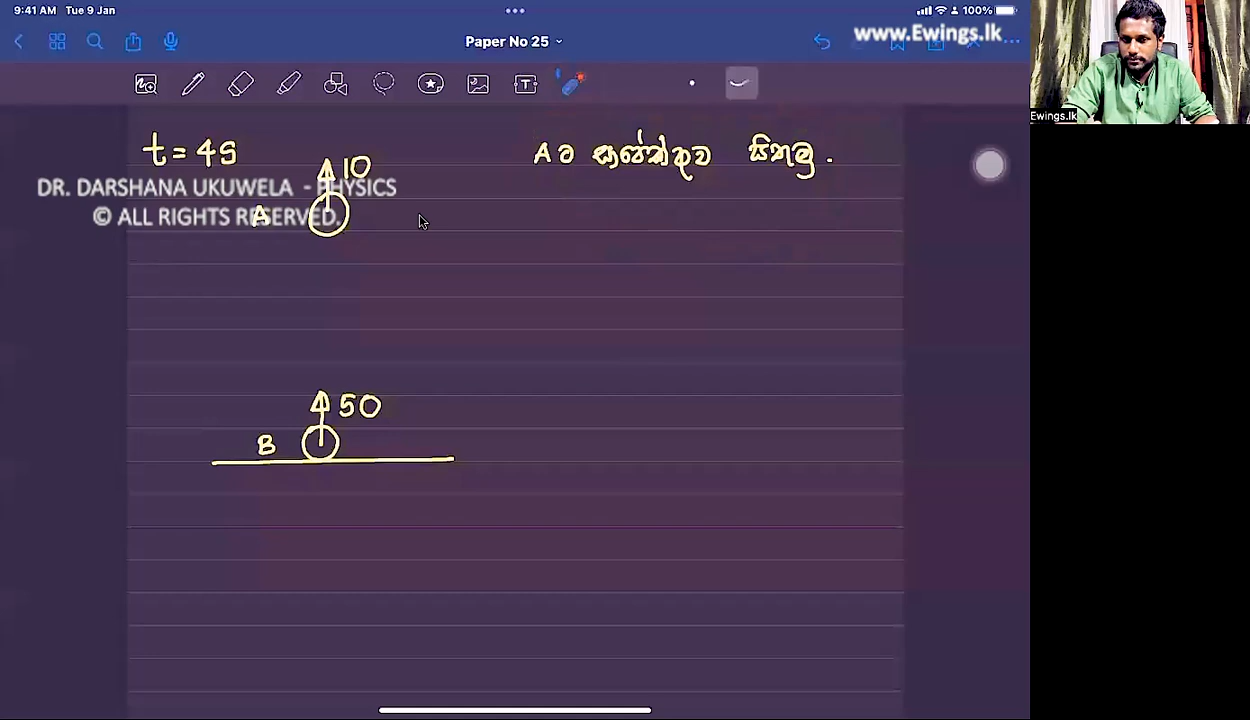 9:41 AM Tue 9 Jan
100%
Paper No 25
www.Ewings.lk
Ewings.lk
t = 4s
A ට සාපේක්ෂව සිතමු.
10
DR. DARSHANA UKUWELA - PHYSICS
© ALL RIGHTS RESERVED.
A
50
B